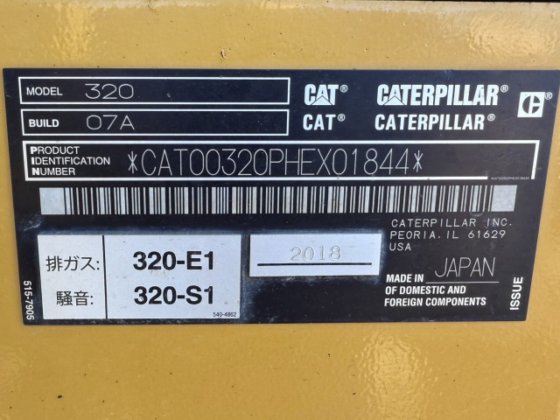 MODEL 320
BUILD 07A
PRODUCT IDENTIFICATION NUMBER *CAT00320PHEX01844*
CAT® CATERPILLAR®
CAT® CATERPILLAR®
CATERPILLAR INC.
PEORIA, IL 61629
USA
排ガス: 320-E1
騒音: 320-S1
540-4862
2018
MADE IN JAPAN
OF DOMESTIC AND
FOREIGN COMPONENTS
ISSUE
515-7905